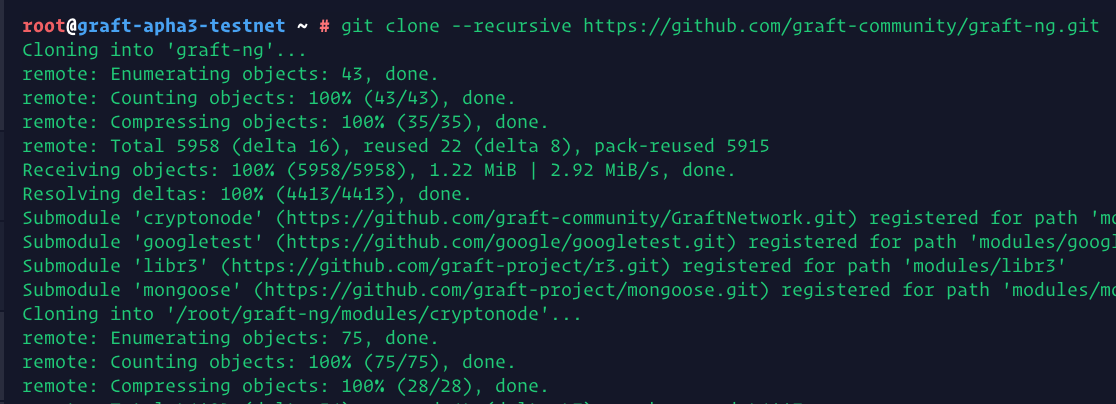 root@graft-apha3-testnet ~ # git clone --recursive https://github.com/graft-community/graft-ng.git
Cloning into 'graft-ng'...
remote: Enumerating objects: 43, done.
remote: Counting objects: 100% (43/43), done.
remote: Compressing objects: 100% (35/35), done.
remote: Total 5958 (delta 16), reused 22 (delta 8), pack-reused 5915
Receiving objects: 100% (5958/5958), 1.22 MiB | 2.92 MiB/s, done.
Resolving deltas: 100% (4413/4413), done.
Submodule 'cryptonode' (https://github.com/graft-community/GraftNetwork.git) registered for path 'mo
Submodule 'googletest' (https://github.com/google/googletest.git) registered for path 'modules/googl
Submodule 'libr3' (https://github.com/graft-project/r3.git) registered for path 'modules/libr3'
Submodule 'mongoose' (https://github.com/graft-project/mongoose.git) registered for path 'modules/mo
Cloning into '/root/graft-ng/modules/cryptonode'...
remote: Enumerating objects: 75, done.
remote: Counting objects: 100% (75/75), done.
remote: Compressing objects: 100% (28/28), done.